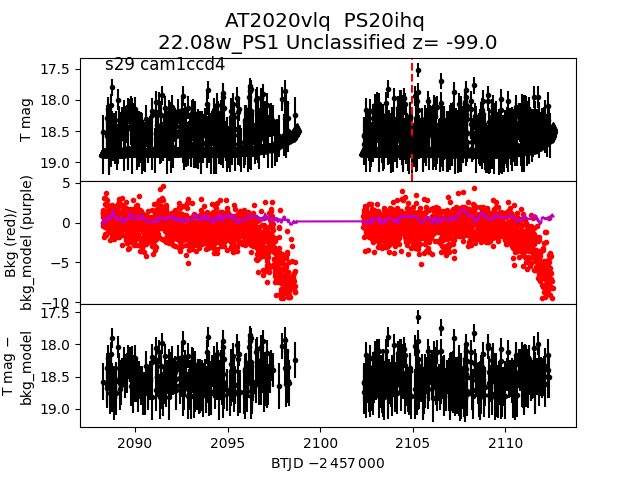 AT2020vlq  PS20ihq
22.08w_PS1 Unclassified z= -99.0
s29 cam1ccd4
T mag
17.5
18.0
18.5
19.0
Bkg (red)/
bkg_model (purple)
5
0
−5
−10
T mag −
bkg_model
17.5
18.0
18.5
19.0
2090 2095 2100 2105 2110
BTJD −2 457 000